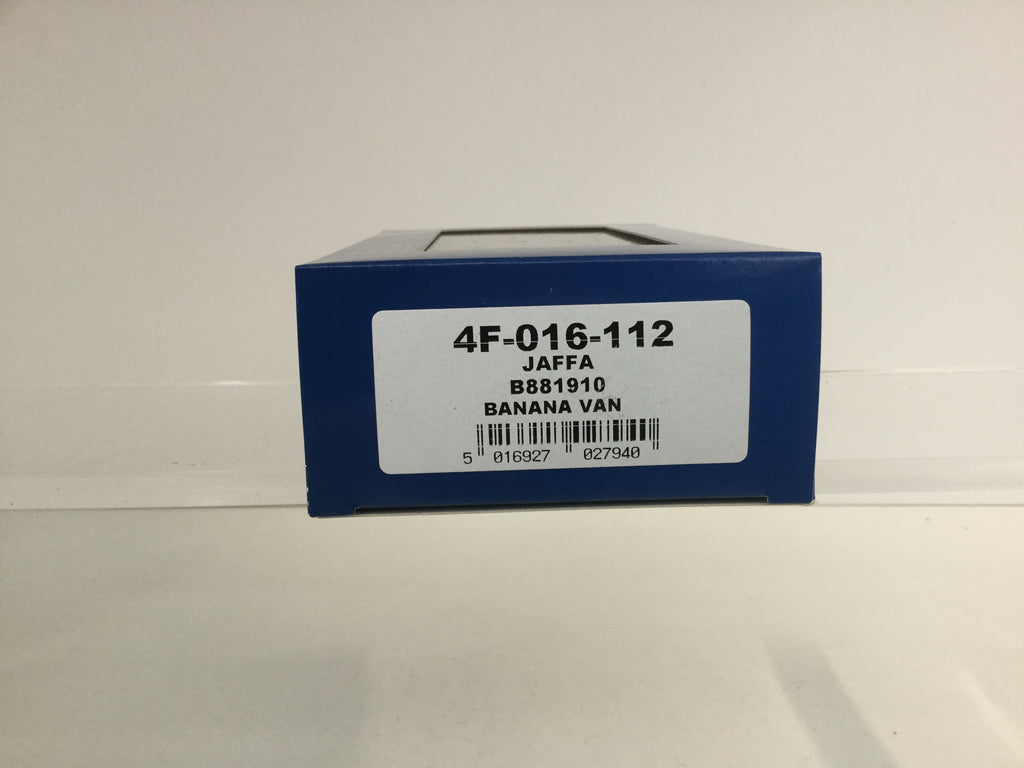 4F-016-112
JAFFA
B881910
BANANA VAN
5 016927 027940